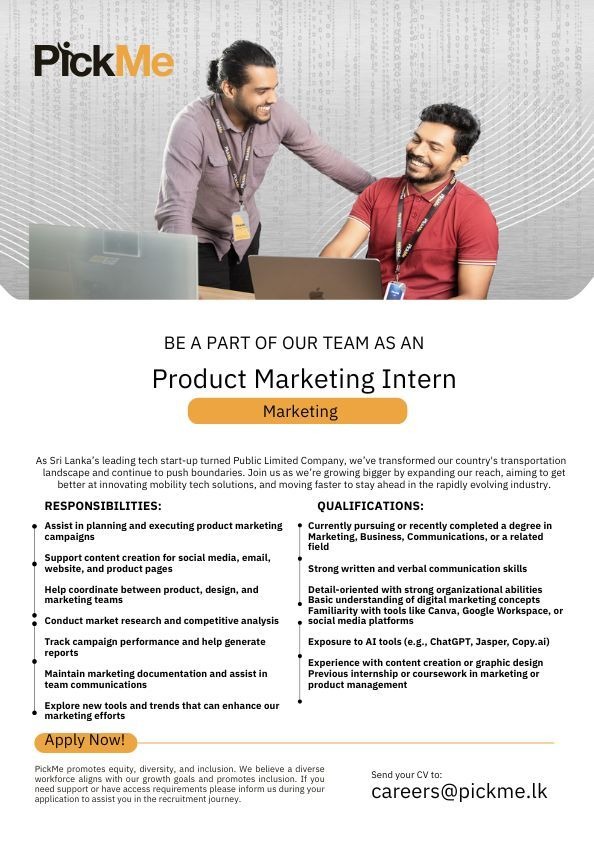 PickMe
BE A PART OF OUR TEAM AS AN
Product Marketing Intern
Marketing
As Sri Lanka's leading tech start-up turned Public Limited Company, we've transformed our country's transportation
landscape and continue to push boundaries. Join us as we're growing bigger by expanding our reach, aiming to get
better at innovating mobility tech solutions, and moving faster to stay ahead in the rapidly evolving industry.
RESPONSIBILITIES:
Assist in planning and executing product marketing
campaigns
Support content creation for social media, email,
website, and product pages
Help coordinate between product, design, and
marketing teams
Conduct market research and competitive analysis
Track campaign performance and help generate
reports
Maintain marketing documentation and assist in
team communications
Explore new tools and trends that can enhance our
marketing efforts
QUALIFICATIONS:
Currently pursuing or recently completed a degree in
Marketing, Business, Communications, or a related
field
Strong written and verbal communication skills
Detail-oriented with strong organizational abilities
Basic understanding of digital marketing concepts
Familiarity with tools like Canva, Google Workspace, or
social media platforms
Exposure to AI tools (e.g., ChatGPT, Jasper, Copy.ai)
Experience with content creation or graphic design
Previous internship or coursework in marketing or
product management
Apply Now!
PickMe promotes equity, diversity, and inclusion. We believe a diverse
workforce aligns with our growth goals and promotes inclusion. If you
need support or have access requirements please inform us during your
application to assist you in the recruitment journey.
Send your CV to:
careers@pickme.lk